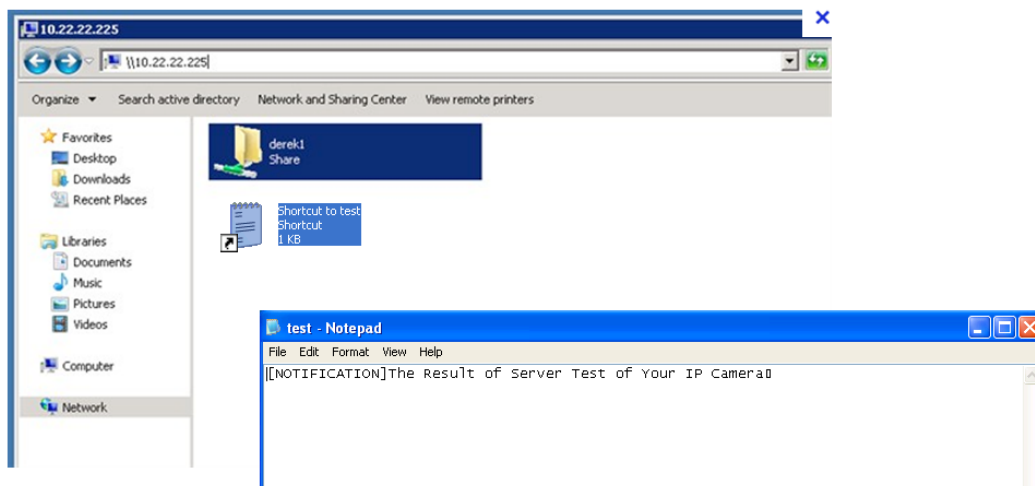 10.22.22.225
\\10.22.22.225
Organize Search active directory Network and Sharing Center View remote printers
Favorites
Desktop
Downloads
Recent Places
Libraries
Documents
Music
Pictures
Videos
Computer
Network
derek1
Share
Shortcut to test
Shortcut
1 KB
test - Notepad
File Edit Format View Help
[NOTIFICATION]The Result of Server Test of Your IP Camera▯